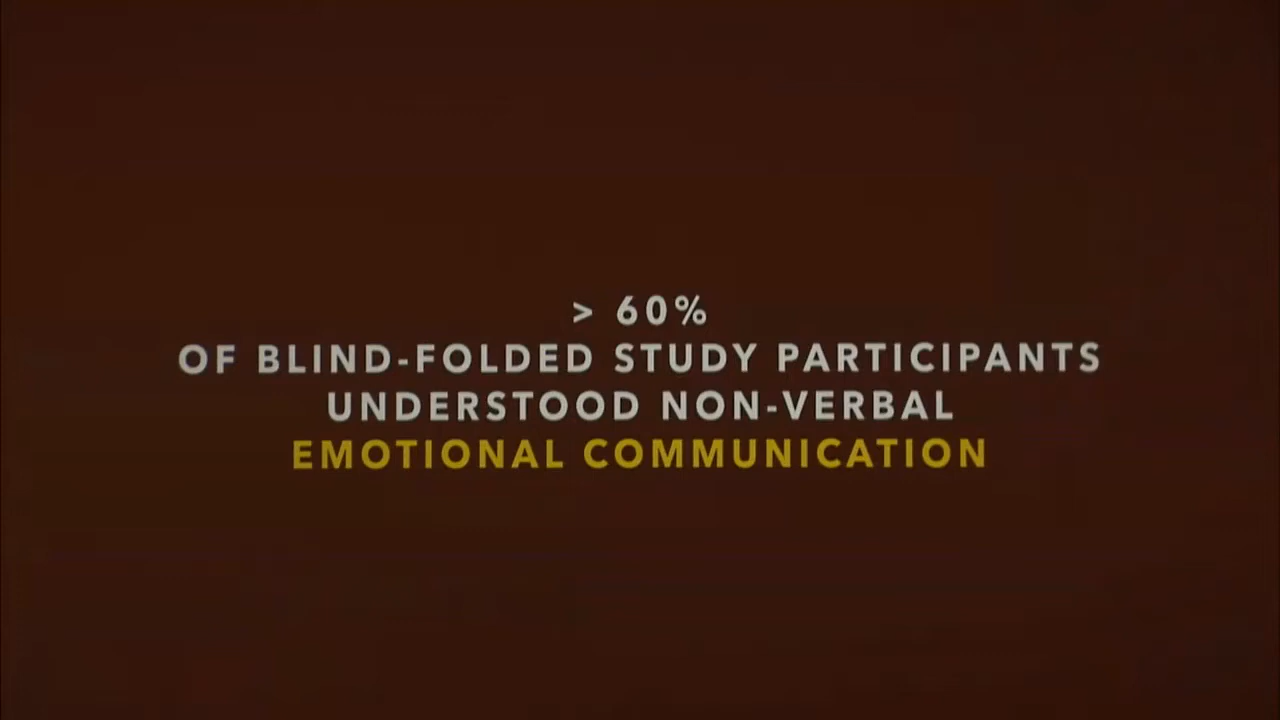 > 60%
OF BLIND-FOLDED STUDY PARTICIPANTS
UNDERSTOOD NON-VERBAL
EMOTIONAL COMMUNICATION